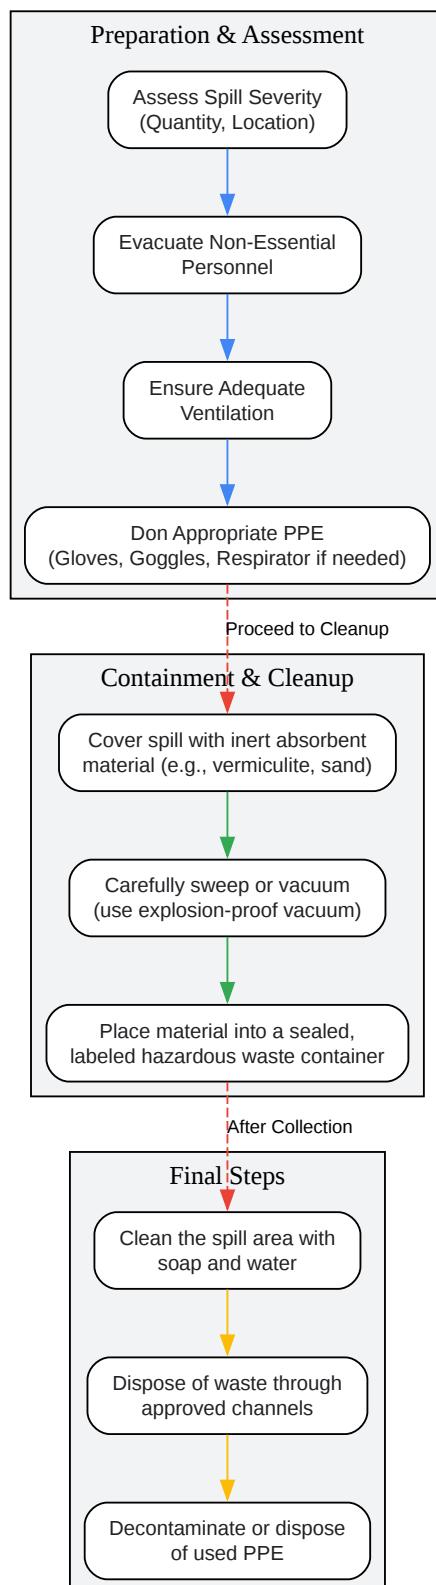 Preparation & Assessment
Assess Spill Severity
(Quantity, Location)
Evacuate Non-Essential
Personnel
Ensure Adequate
Ventilation
Don Appropriate PPE
(Gloves, Goggles, Respirator if needed)
Proceed to Cleanup
Containment & Cleanup
Cover spill with inert absorbent
material (e.g., vermiculite, sand)
Carefully sweep or vacuum
(use explosion-proof vacuum)
Place material into a sealed,
labeled hazardous waste container
After Collection
Final Steps
Clean the spill area with
soap and water
Dispose of waste through
approved channels
Decontaminate or dispose
of used PPE